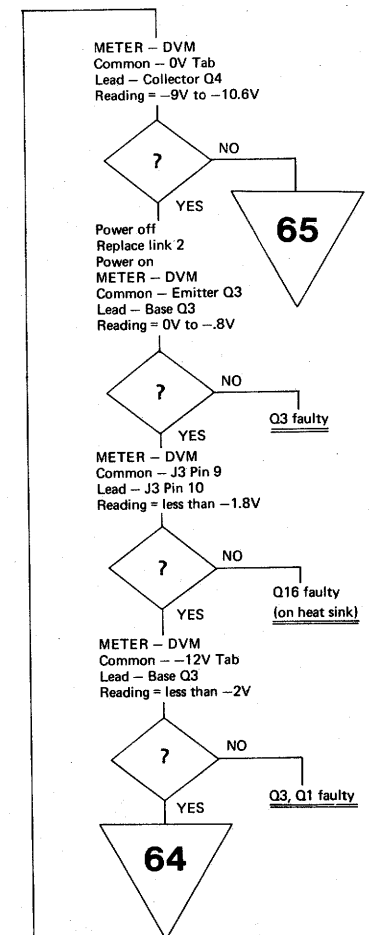 METER – DVM
Common – 0V Tab
Lead – Collector Q4
Reading = –9V to –10.6V
?
NO
YES
65
Power off
Replace link 2
Power on
METER – DVM
Common – Emitter Q3
Lead – Base Q3
Reading = 0V to –.8V
?
NO
Q3 faulty
YES
METER – DVM
Common – J3 Pin 9
Lead – J3 Pin 10
Reading = less than –1.8V
?
NO
Q16 faulty
(on heat sink)
YES
METER – DVM
Common – –12V Tab
Lead – Base Q3
Reading = less than –2V
?
NO
Q3, Q1 faulty
YES
64